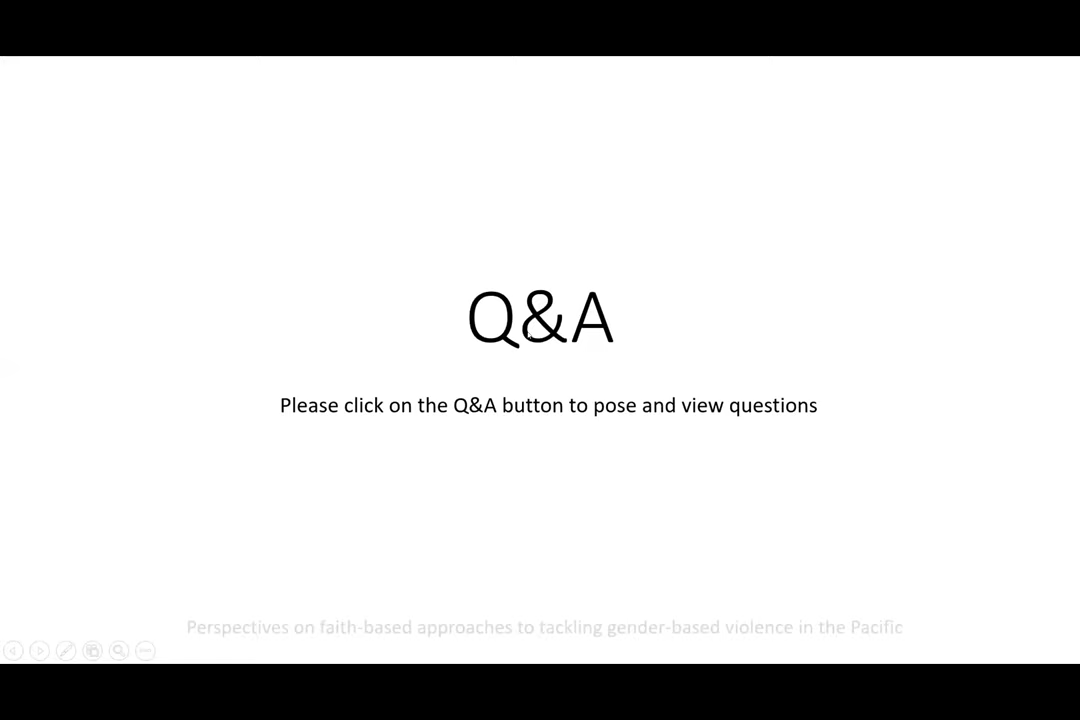 Q&A
Please click on the Q&A button to pose and view questions
Perspectives on faith-based approaches to tackling gender-based violence in the Pacific